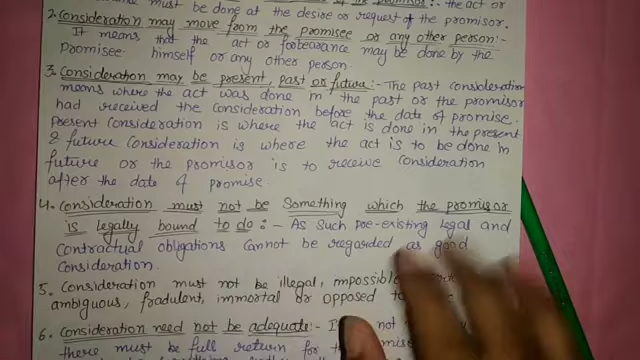 must be done at the desire or request of the promisor.
2. Consideration may move from the promisee or any other person:-
It means that the act or forbearance may be done by the
promisee himself or any other person.
3. Consideration may be present, past or future:- The past consideration
means where the act was done in the past or the promisor
had received the consideration before the date of promise.
Present consideration is where the act is done in the present
& future consideration is where the act is to be done in
future or the promisor is to receive consideration
after the date of promise.
4. Consideration must not be Something which the promisor
is legally bound to do:- As such pre-existing legal and
contractual obligations cannot be regarded as good
consideration.
5. Consideration must not be illegal, impossible
ambiguous, fradulent, immortal or opposed to
6. Consideration need not be adequate:-
there must be full return for the